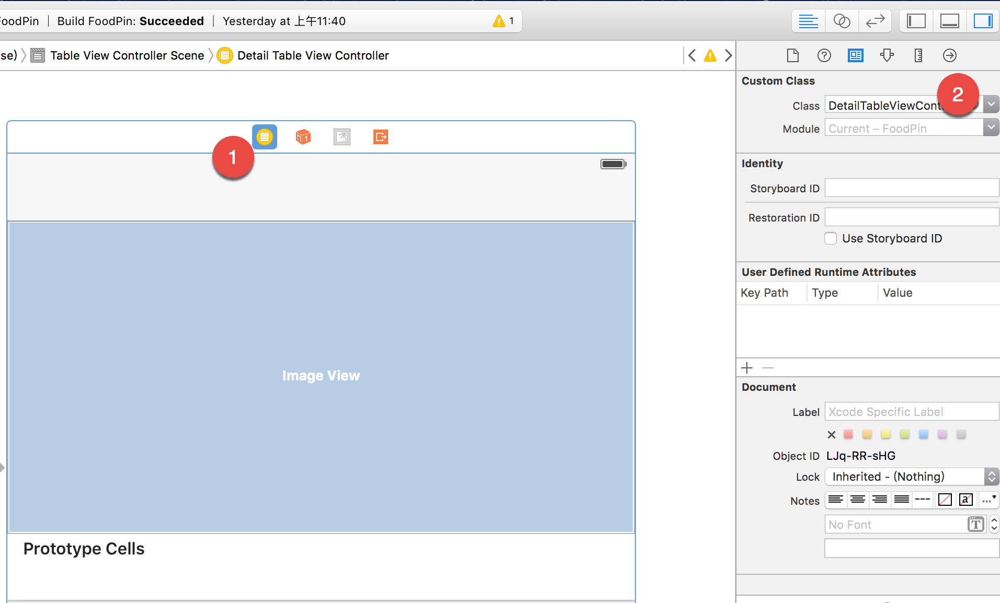 FoodPin | Build FoodPin: Succeeded | Yesterday at 上午11:40 1
se) Table View Controller Scene Detail Table View Controller
Custom Class
2
Class DetailTableViewCont
Module Current – FoodPin
1
Identity
Storyboard ID
Restoration ID
Use Storyboard ID
User Defined Runtime Attributes
Key Path Type Value
Image View
Document
Label Xcode Specific Label
Object ID LJq-RR-sHG
Lock Inherited - (Nothing)
Notes
No Font
Prototype Cells